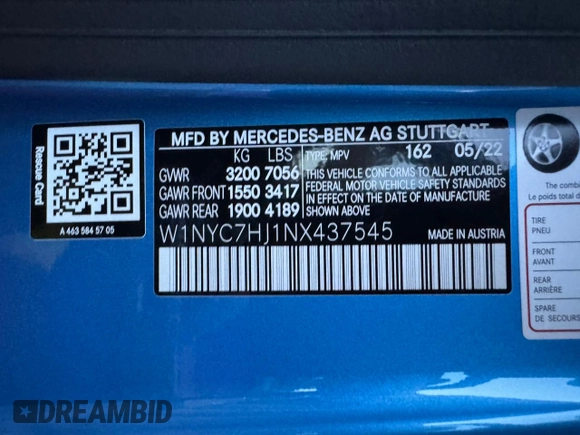 Rescue Card
A 463 584 57 05
MFD BY MERCEDES-BENZ AG STUTTGART
KG LBS TYPE: MPV 162 05/22
GVWR 3200 7056 THIS VEHICLE CONFORMS TO ALL APPLICABLE
GAWR FRONT 1550 3417 FEDERAL MOTOR VEHICLE SAFETY STANDARDS
GAWR REAR 1900 4189 IN EFFECT ON THE DATE OF MANUFACTURE
SHOWN ABOVE
W1NYC7HJ1NX437545 MADE IN AUSTRIA
The combi
Le poids total d
TIRE
PNEU
FRONT
AVANT
REAR
ARRIÈRE
SPARE
DE SECOURS
DREAMBID